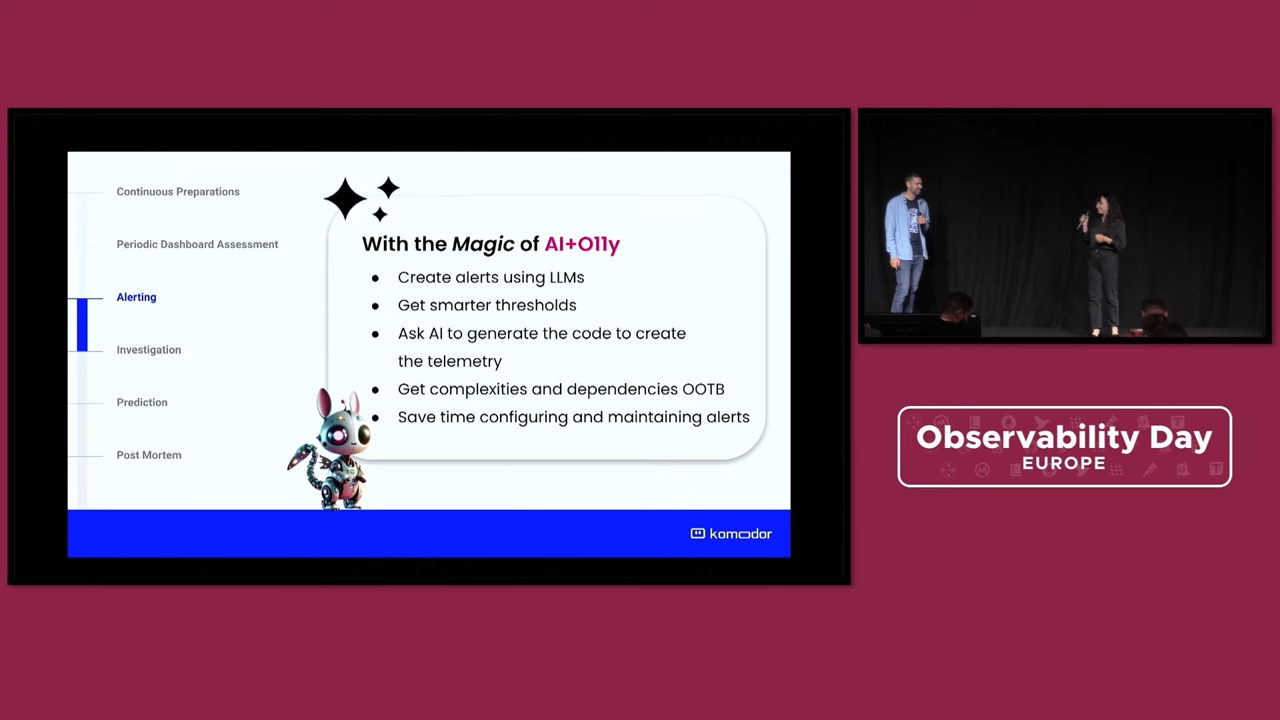 Continuous Preparations
Periodic Dashboard Assessment
Alerting
Investigation
Prediction
Post Mortem
With the Magic of AI+O11y
Create alerts using LLMs
Get smarter thresholds
Ask AI to generate the code to create
the telemetry
Get complexities and dependencies OOTB
Save time configuring and maintaining alerts
komodor
Observability Day
EUROPE